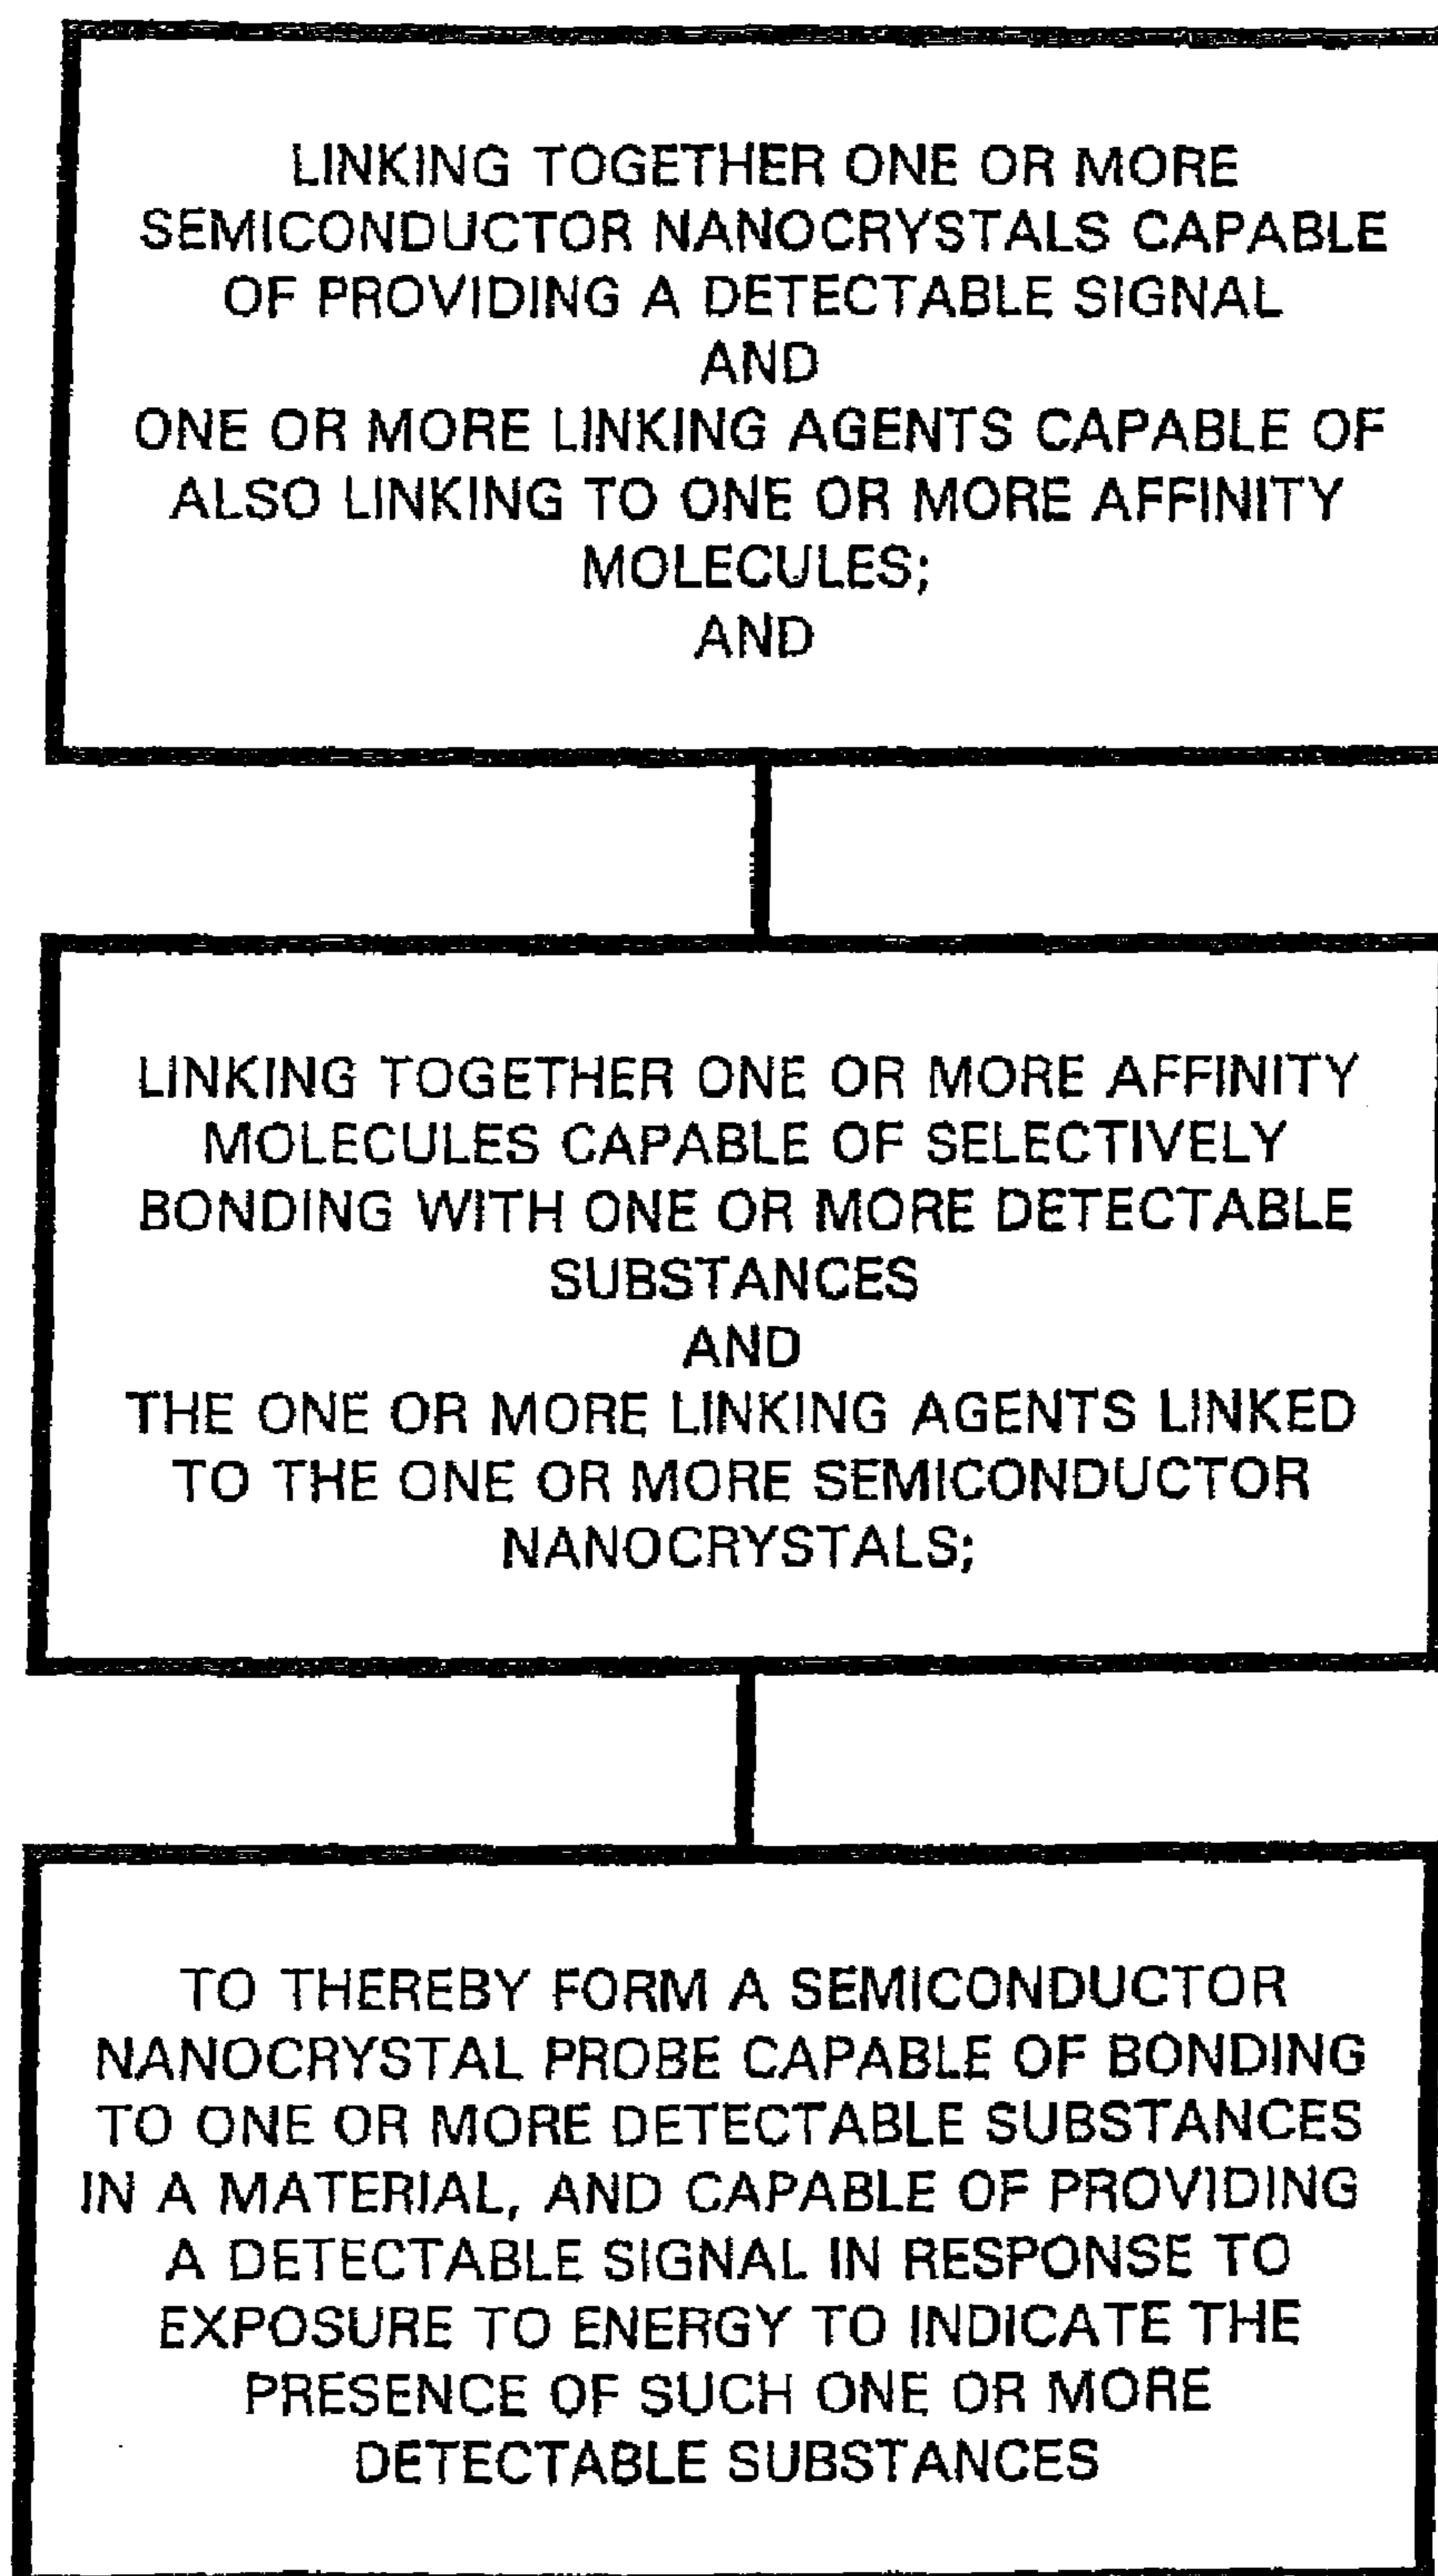 LINKING TOGETHER ONE OR MORE
SEMICONDUCTOR NANOCRYSTALS CAPABLE
OF PROVIDING A DETECTABLE SIGNAL
AND
ONE OR MORE LINKING AGENTS CAPABLE OF
ALSO LINKING TO ONE OR MORE AFFINITY
MOLECULES;
AND
LINKING TOGETHER ONE OR MORE AFFINITY
MOLECULES CAPABLE OF SELECTIVELY
BONDING WITH ONE OR MORE DETECTABLE
SUBSTANCES
AND
THE ONE OR MORE LINKING AGENTS LINKED
TO THE ONE OR MORE SEMICONDUCTOR
NANOCRYSTALS;
TO THEREBY FORM A SEMICONDUCTOR
NANOCRYSTAL PROBE CAPABLE OF BONDING
TO ONE OR MORE DETECTABLE SUBSTANCES
IN A MATERIAL, AND CAPABLE OF PROVIDING
A DETECTABLE SIGNAL IN RESPONSE TO
EXPOSURE TO ENERGY TO INDICATE THE
PRESENCE OF SUCH ONE OR MORE
DETECTABLE SUBSTANCES